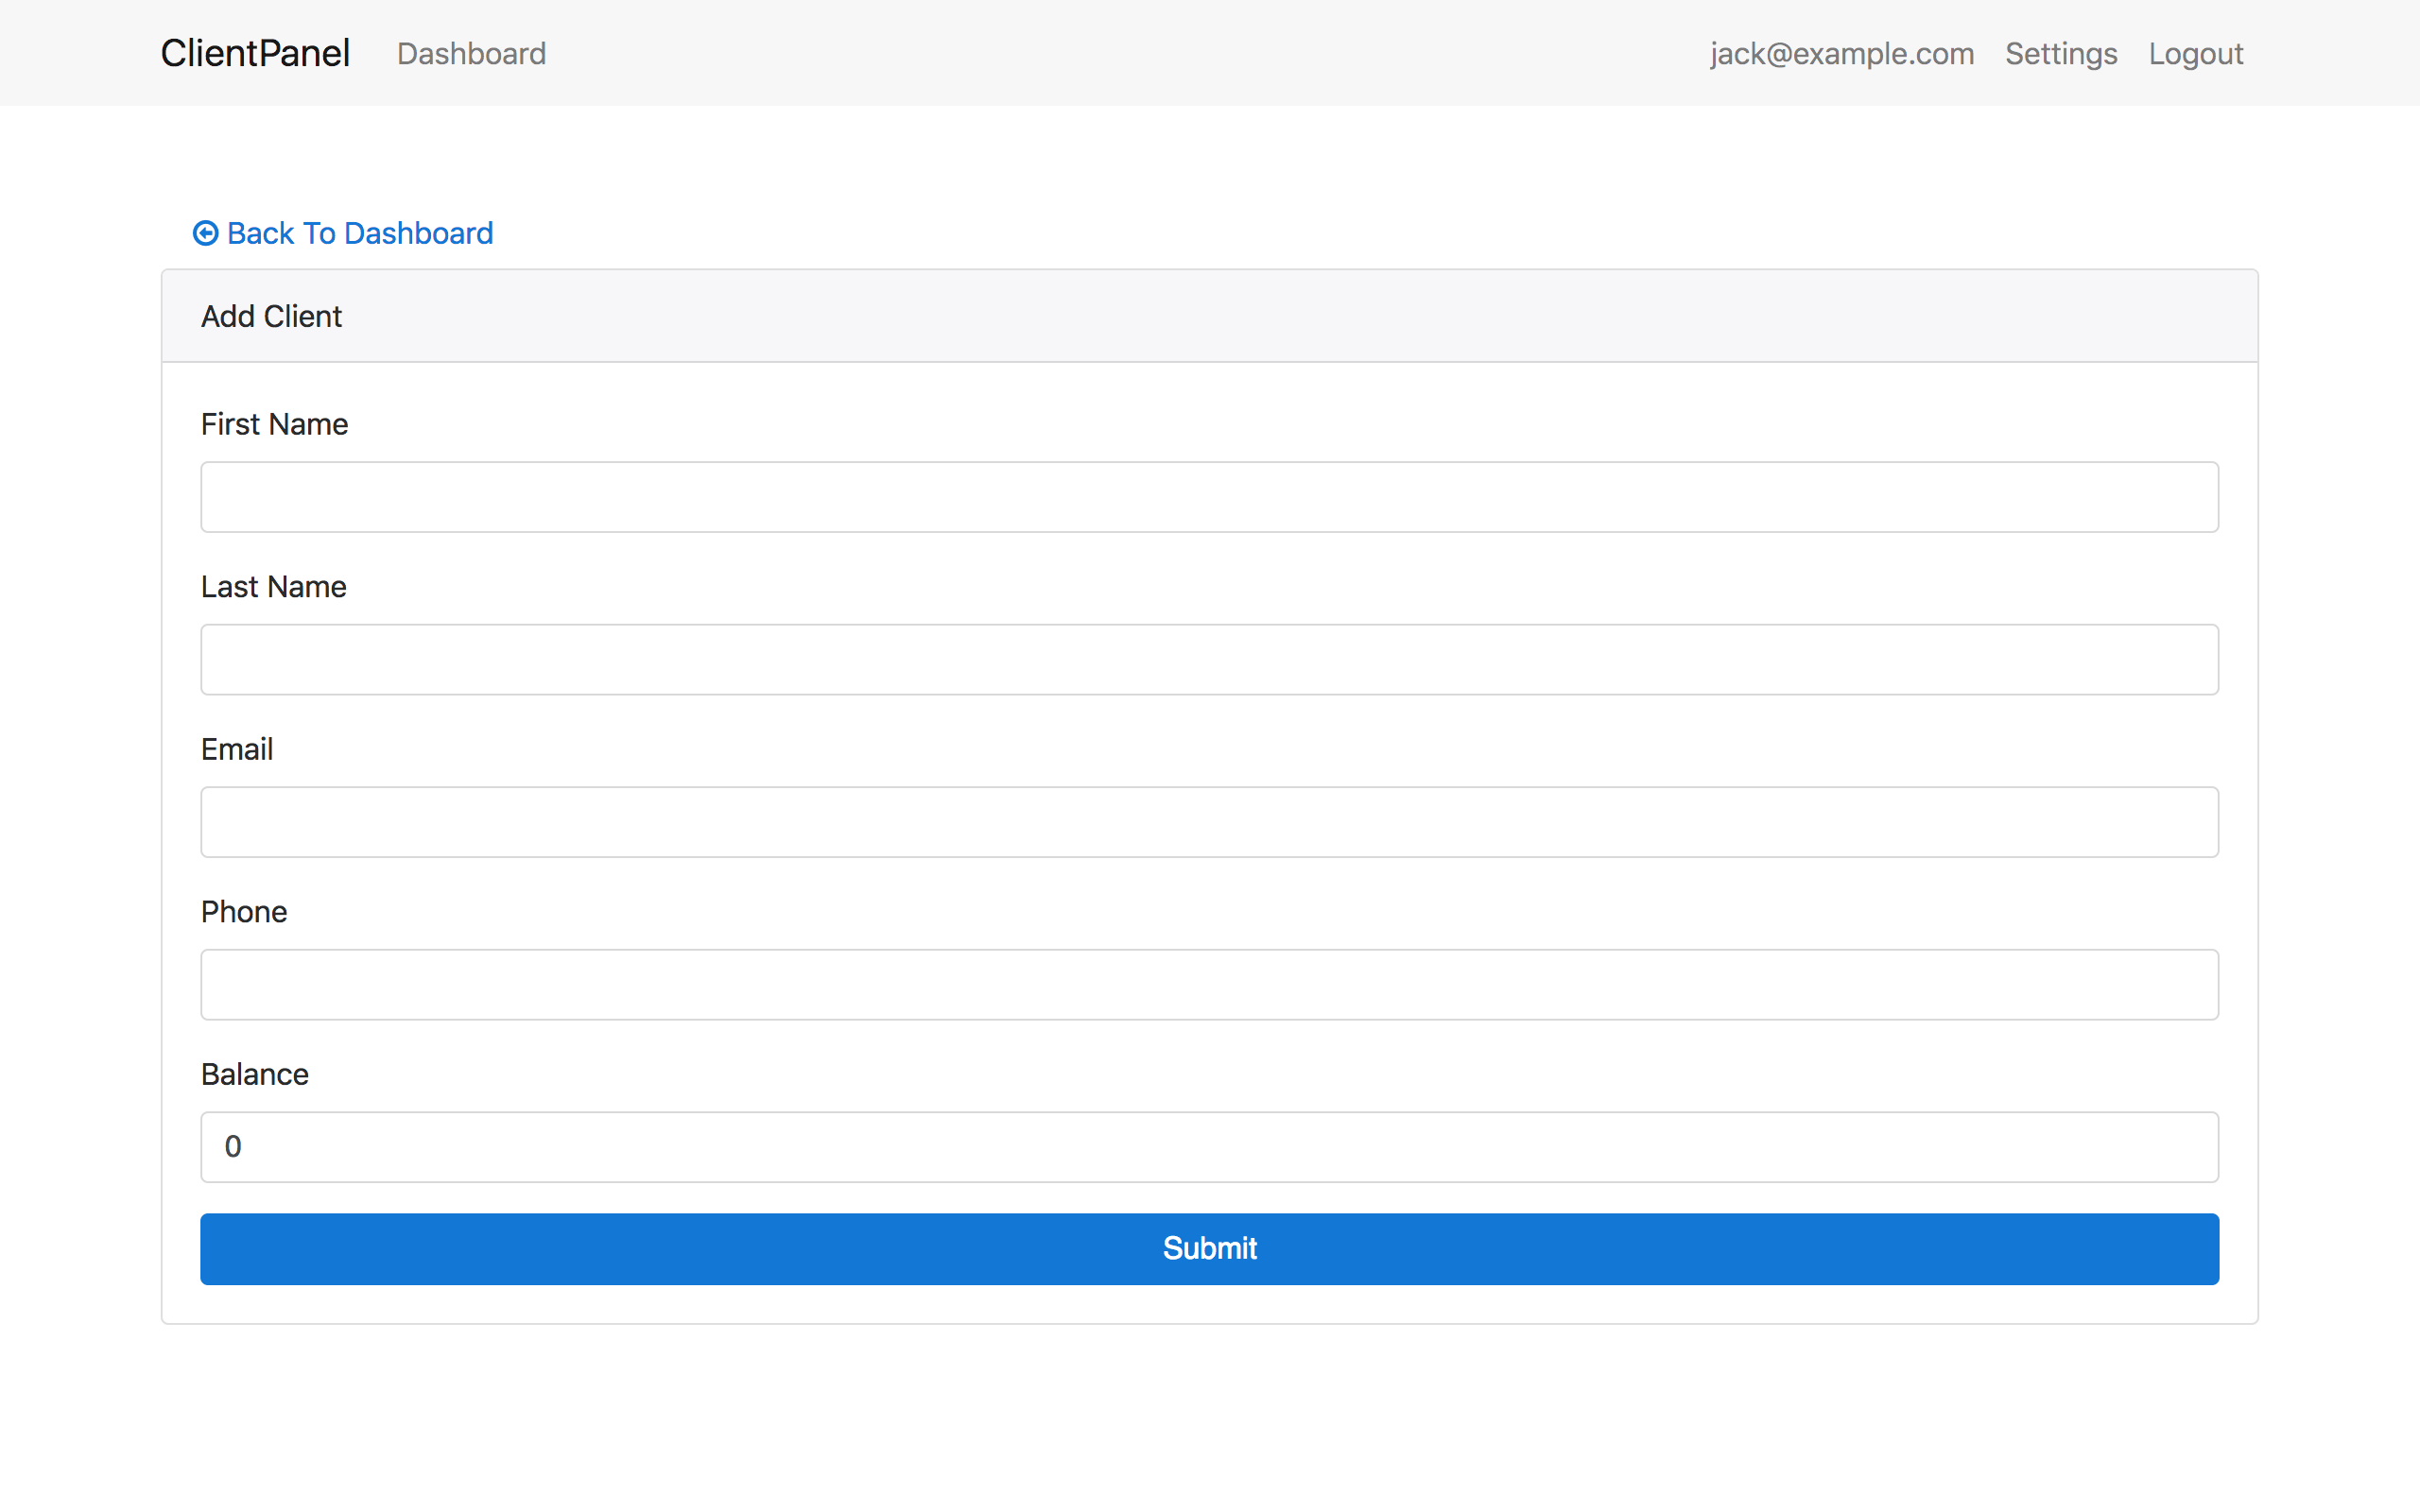 ClientPanel Dashboard jack@example.com Settings Logout
Back To Dashboard
Add Client
First Name
Last Name
Email
Phone
Balance
0
Submit